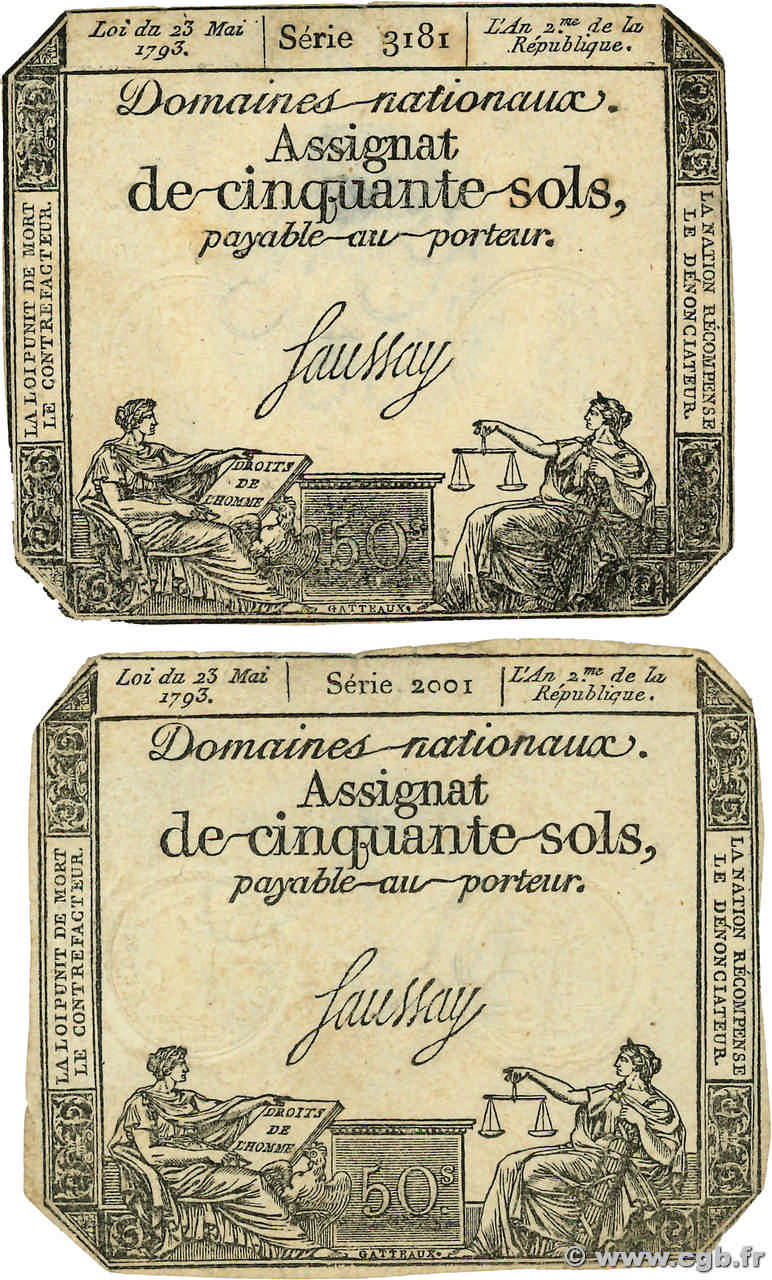 Loi du 23 Mai
1793.
Série 3181
L'An 2.me de la
République.
Domaines nationaux.
Assignat
de cinquante sols,
payable au porteur.
LA LOI PUNIT DE MORT
LE CONTREFACTEUR.
LA NATION RÉCOMPENSE
LE DÉNONCIATEUR.
Saussay
DROITS
DE
L'HOMME
50s
GATTEAUX.
Loi du 23 Mai
1793.
Série 2001
L'An 2.me de la
République.
Domaines nationaux.
Assignat
de cinquante sols,
payable au porteur.
LA LOI PUNIT DE MORT
LE CONTREFACTEUR.
LA NATION RÉCOMPENSE
LE DÉNONCIATEUR.
Saussay
DROITS
DE
L'HOMME
50s
GATTEAUX.
© www.cgb.fr